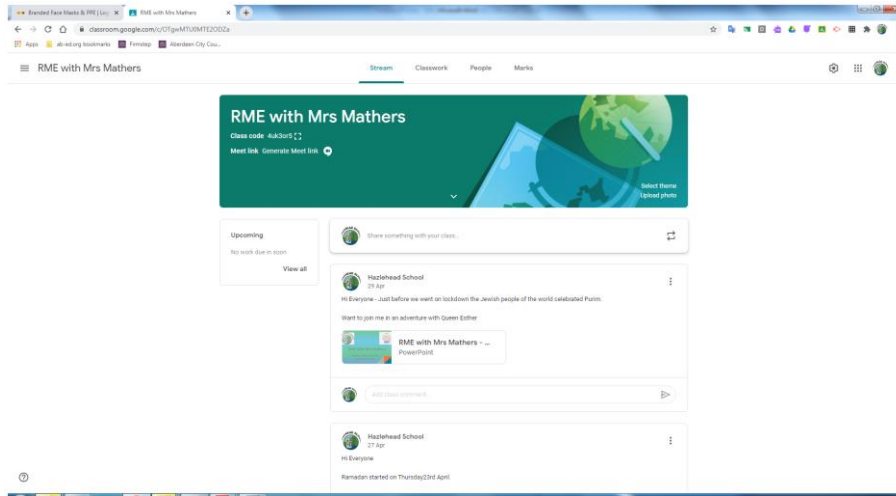 Branded Face Masks & PPE | Log
RME with Mrs Mathers
classroom.google.com/c/OTgwMTU0MTE2ODZa
Apps
ab-ed.org bookmarks
Firmstep
Aberdeen City Cou...
RME with Mrs Mathers
Stream
Classwork
People
Marks
RME with Mrs Mathers
Class code 4uk3or5
Meet link Generate Meet link
Select theme
Upload photo
Upcoming
No work due in soon
View all
Share something with your class...
Hazlehead School
29 Apr
Hi Everyone - Just before we went on lockdown the Jewish people of the world celebrated Purim.
Want to join me in an adventure with Queen Esther
RME with Mrs Mathers - ...
PowerPoint
Add class comment...
Hazlehead School
27 Apr
Hi Everyone
Ramadan started on Thursday23rd April